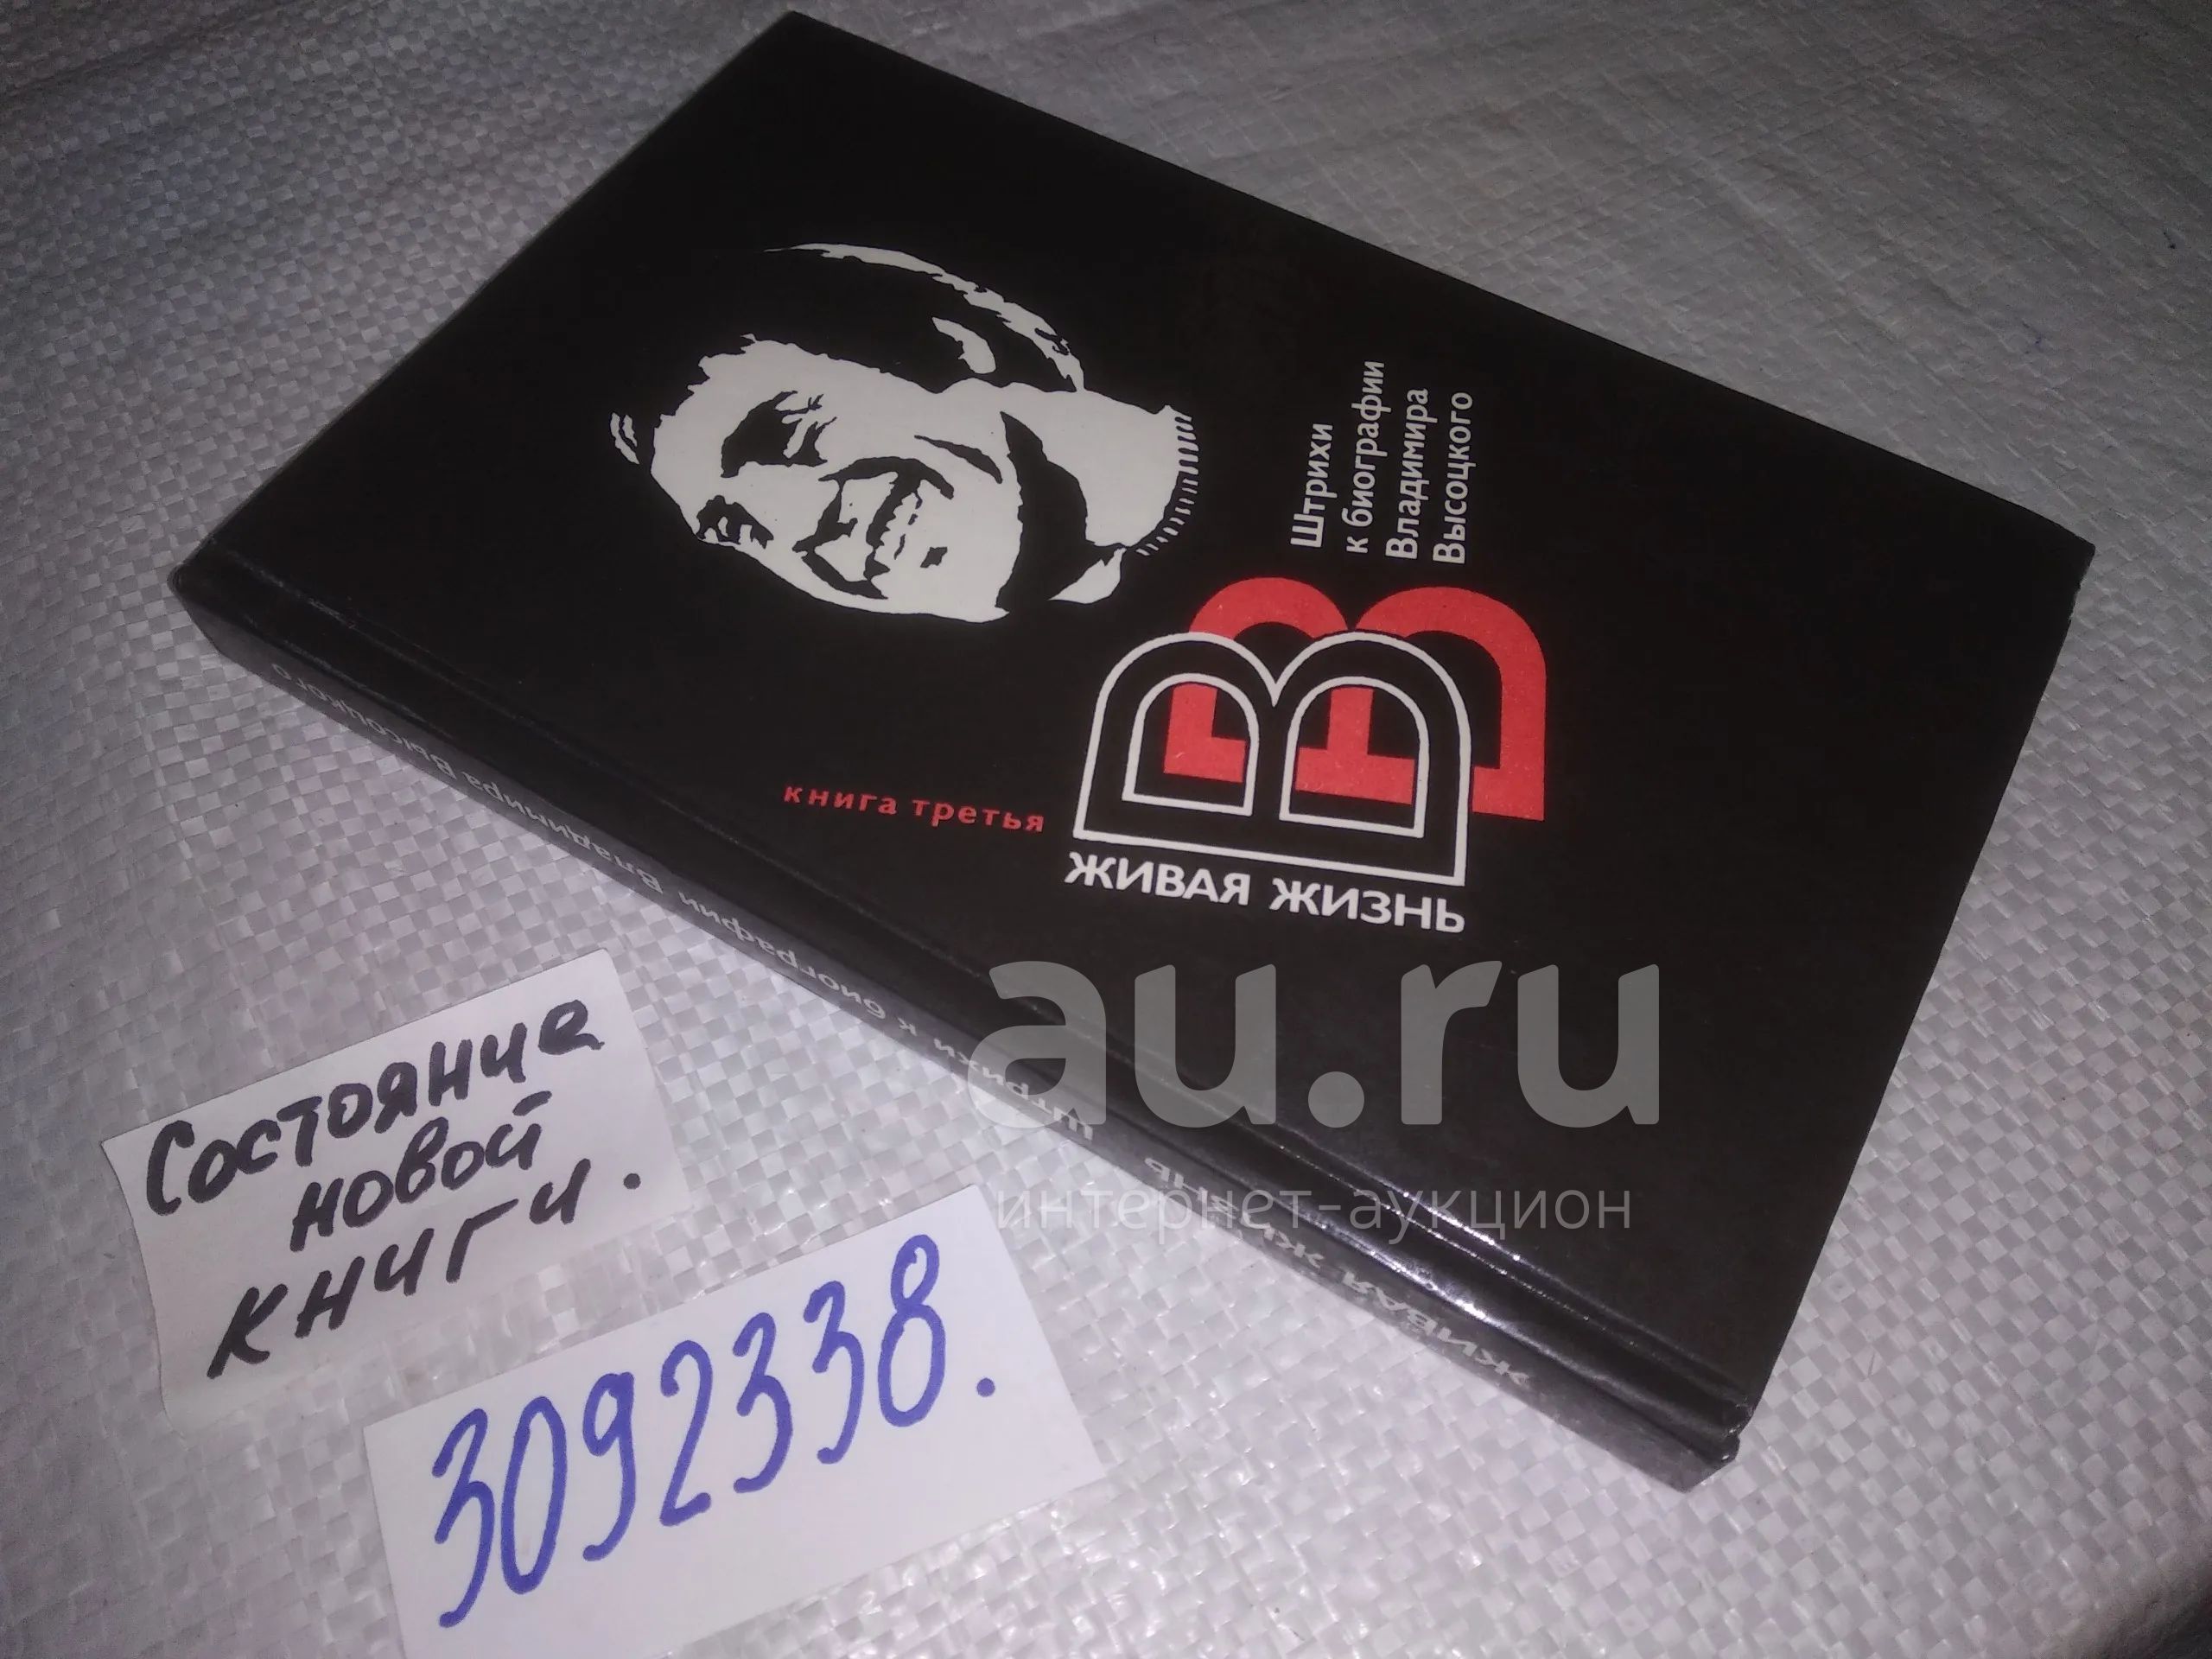 Штрихи
к биографии
Владимира
Высоцкого
ВВ
книга третья
ЖИВАЯ ЖИЗНЬ
ЖИВАЯ ЖИЗНЬ Штрихи к биографии Владимира Высоцкого
au.ru
интернет-аукцион
Состояние
новой
книги.
3092338.